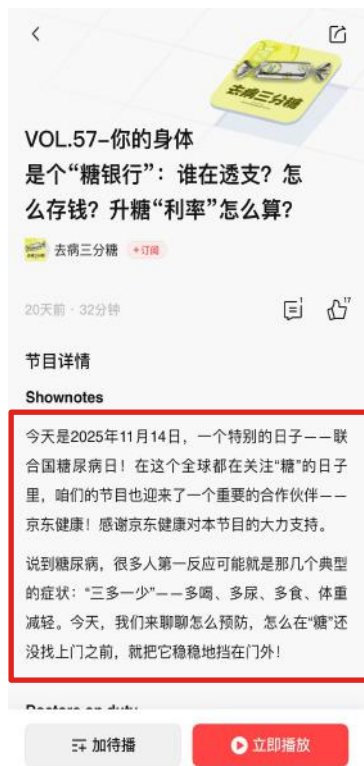 去病三分糖
VOL.57-你的身体
是个“糖银行”：谁在透支？怎
么存钱？升糖“利率”怎么算？
去病三分糖 +订阅
20天前 · 32分钟
1
17
节目详情
Shownotes
今天是2025年11月14日，一个特别的日子——联
合国糖尿病日！在这个全球都在关注“糖”的日子
里，咱们的节目也迎来了一个重要的合作伙伴——
京东健康！感谢京东健康对本节目的大力支持。
说到糖尿病，很多人第一反应可能就是那几个典型
的症状：“三多一少”——多喝、多尿、多食、体重
减轻。今天，我们来聊聊怎么预防，怎么在“糖”还
没找上门之前，就把它稳稳地挡在门外！
加待播
立即播放